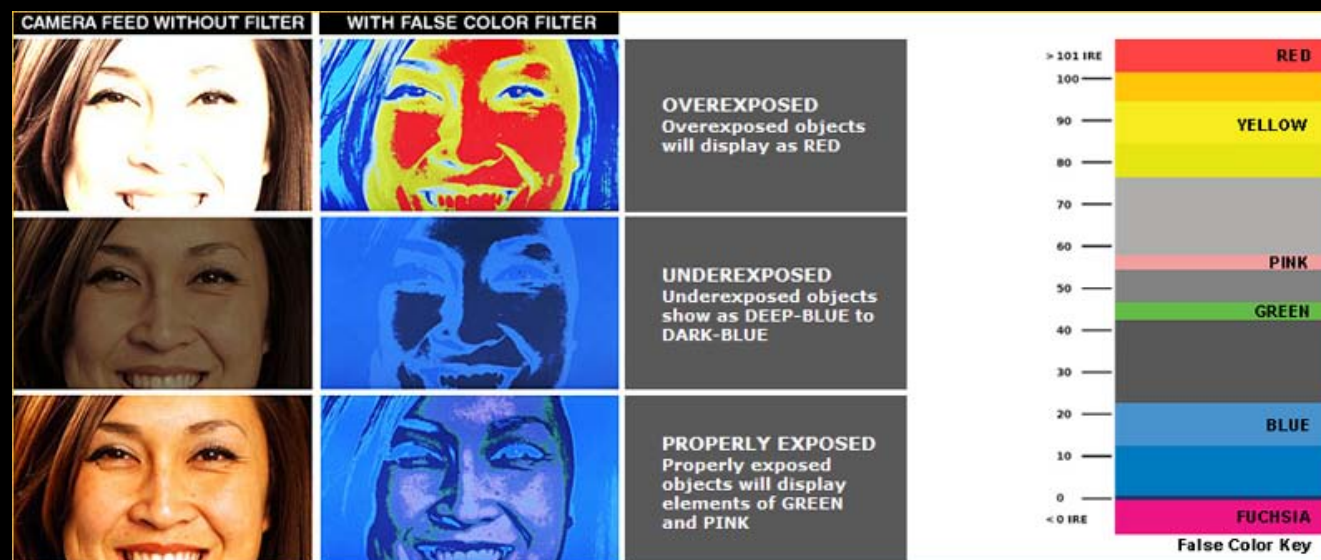 CAMERA FEED WITHOUT FILTER
WITH FALSE COLOR FILTER
OVEREXPOSED
Overexposed objects
will display as RED
UNDEREXPOSED
Underexposed objects
show as DEEP-BLUE to
DARK-BLUE
PROPERLY EXPOSED
Properly exposed
objects will display
elements of GREEN
and PINK
> 101 IRE
RED
100
90
YELLOW
80
70
60
PINK
50
GREEN
40
30
20
BLUE
10
0
< 0 IRE
FUCHSIA
False Color Key